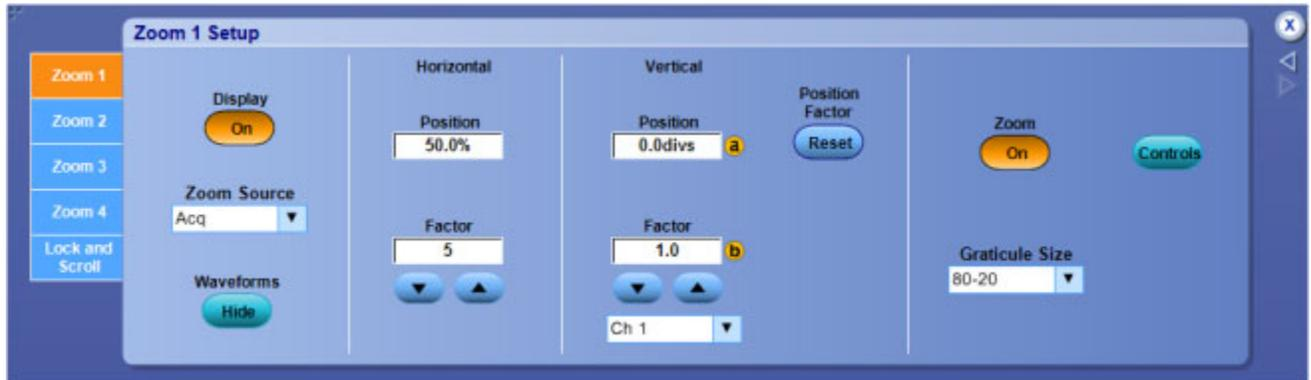 Zoom 1 Setup
X
Zoom 1
Zoom 2
Zoom 3
Zoom 4
Lock and
Scroll
Display
On
Zoom Source
Acq
Waveforms
Hide
Horizontal
Position
50.0%
Factor
5
Vertical
Position
0.0divs a
Factor
1.0 b
Ch 1
Position
Factor
Reset
Zoom
On
Controls
Graticule Size
80-20